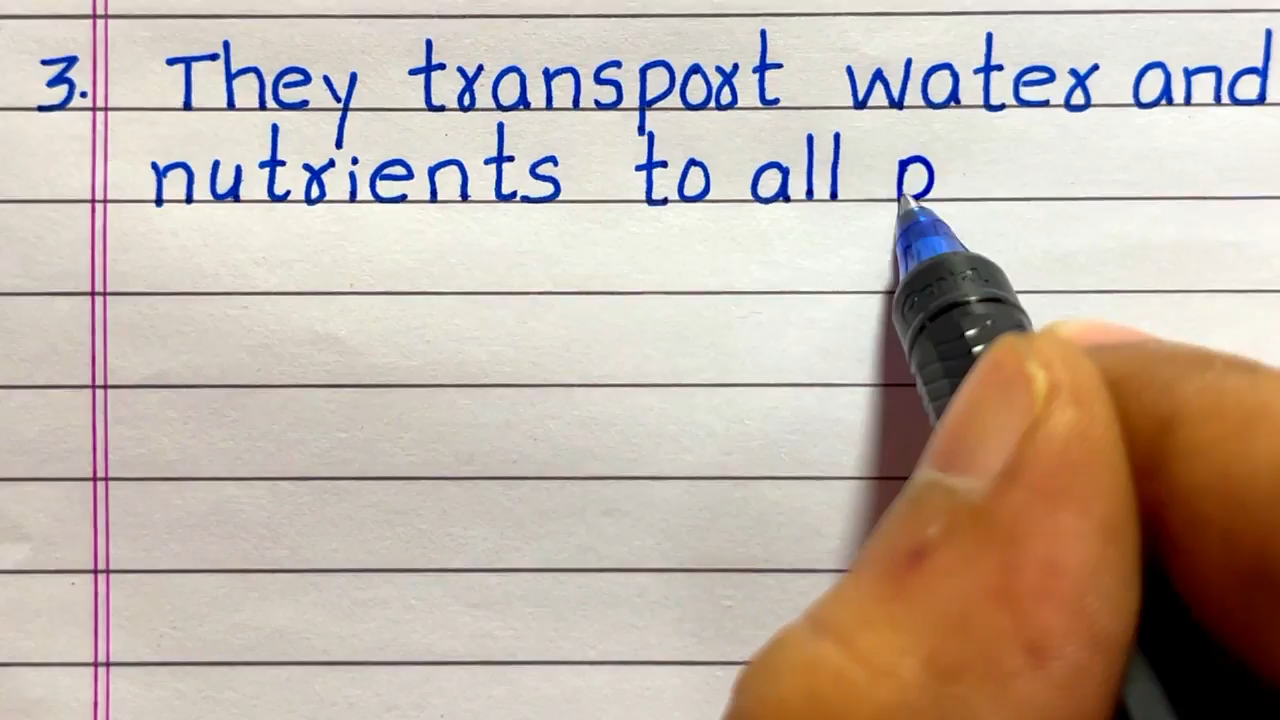 3. They transport water and
nutrients to all p